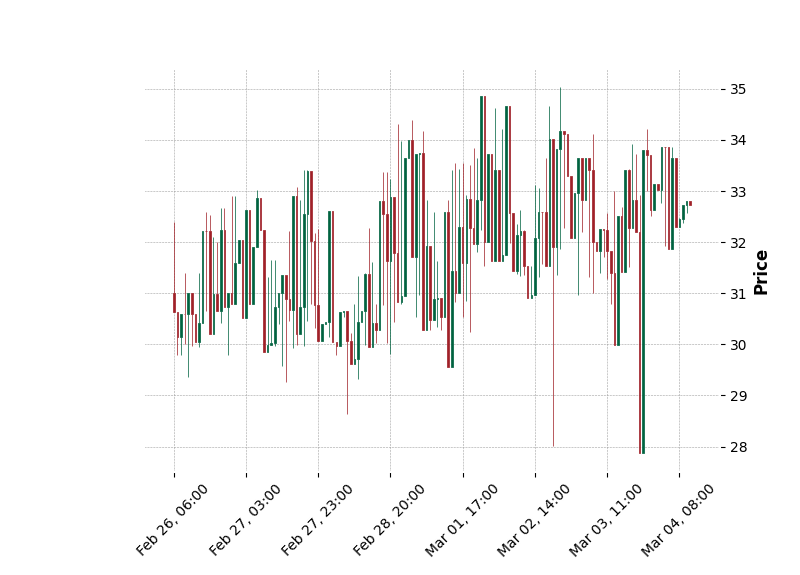 35
34
33
32
31
30
29
28
Price
Feb 26, 06:00
Feb 27, 03:00
Feb 27, 23:00
Feb 28, 20:00
Mar 01, 17:00
Mar 02, 14:00
Mar 03, 11:00
Mar 04, 08:00